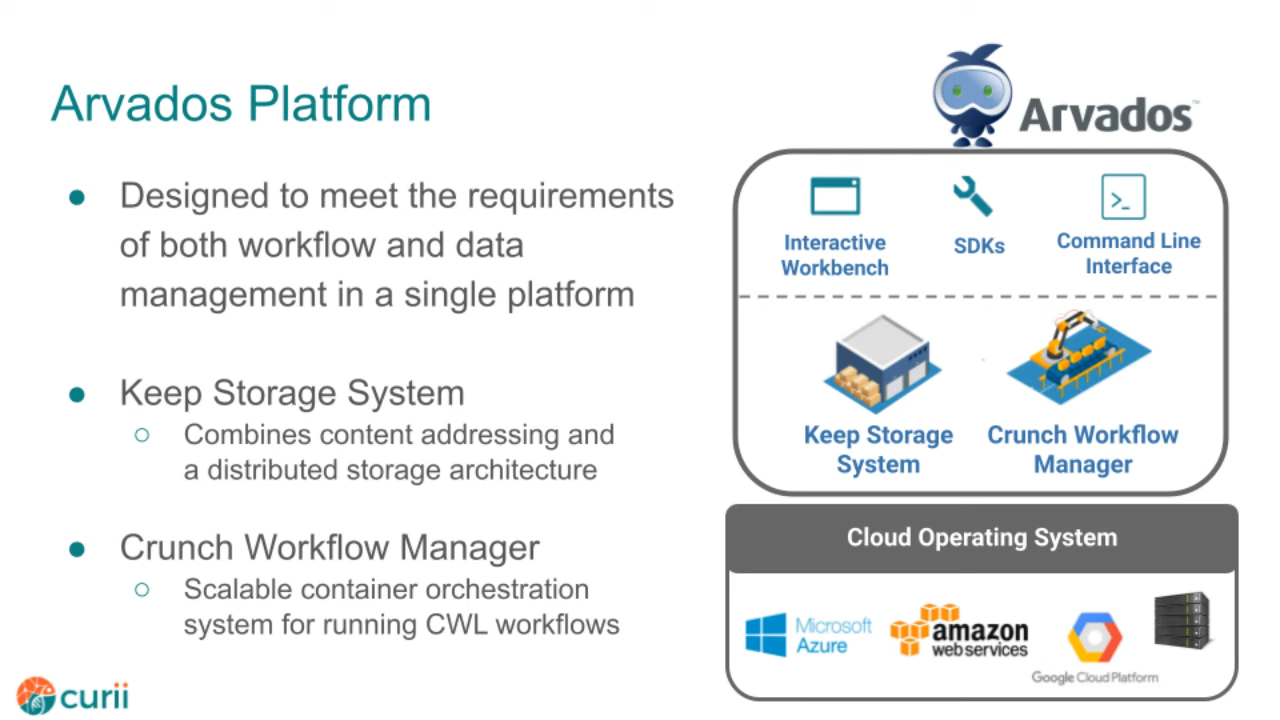 Arvados Platform
● Designed to meet the requirements
of both workflow and data
management in a single platform
● Keep Storage System
○ Combines content addressing and
a distributed storage architecture
● Crunch Workflow Manager
○ Scalable container orchestration
system for running CWL workflows
curii
Arvados™
Interactive
Workbench
SDKs
Command Line
Interface
>_
Keep Storage
System
Crunch Workflow
Manager
Cloud Operating System
Microsoft
Azure
amazon
web services
Google Cloud Platform